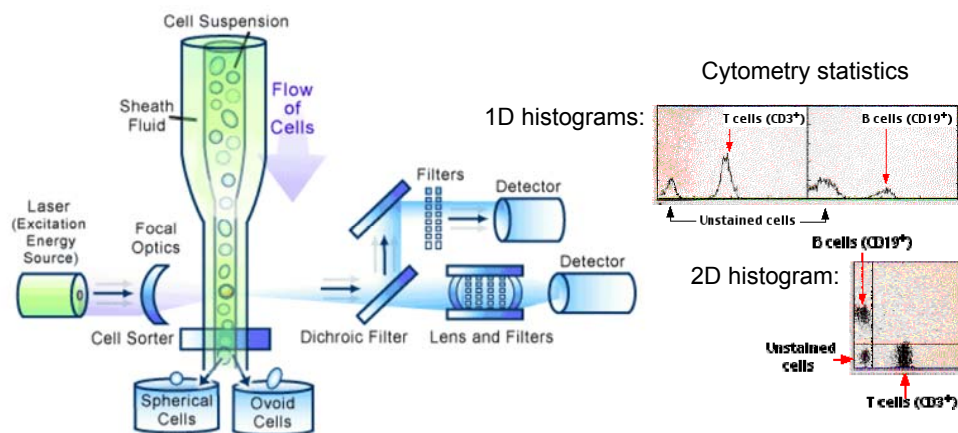 Cell Suspension
Sheath
Fluid
Flow
of
Cells
Laser
(Excitation
Energy
Source)
Focal
Optics
Cell Sorter
Spherical
Cells
Ovoid
Cells
Filters
Detector
Detector
Dichroic Filter
Lens and Filters
Cytometry statistics
1D histograms:
T cells (CD3+)
B cells (CD19+)
Unstained cells
B cells (CD19+)
2D histogram:
Unstained
cells
T cells (CD3+)